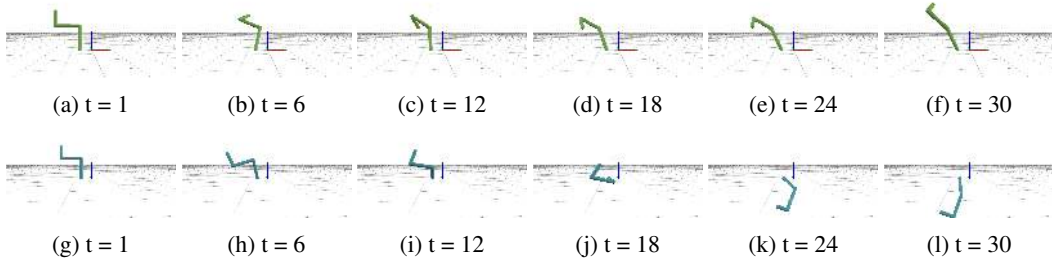 (a) t = 1 (b) t = 6 (c) t = 12 (d) t = 18 (e) t = 24 (f) t = 30
(g) t = 1 (h) t = 6 (i) t = 12 (j) t = 18 (k) t = 24 (l) t = 30